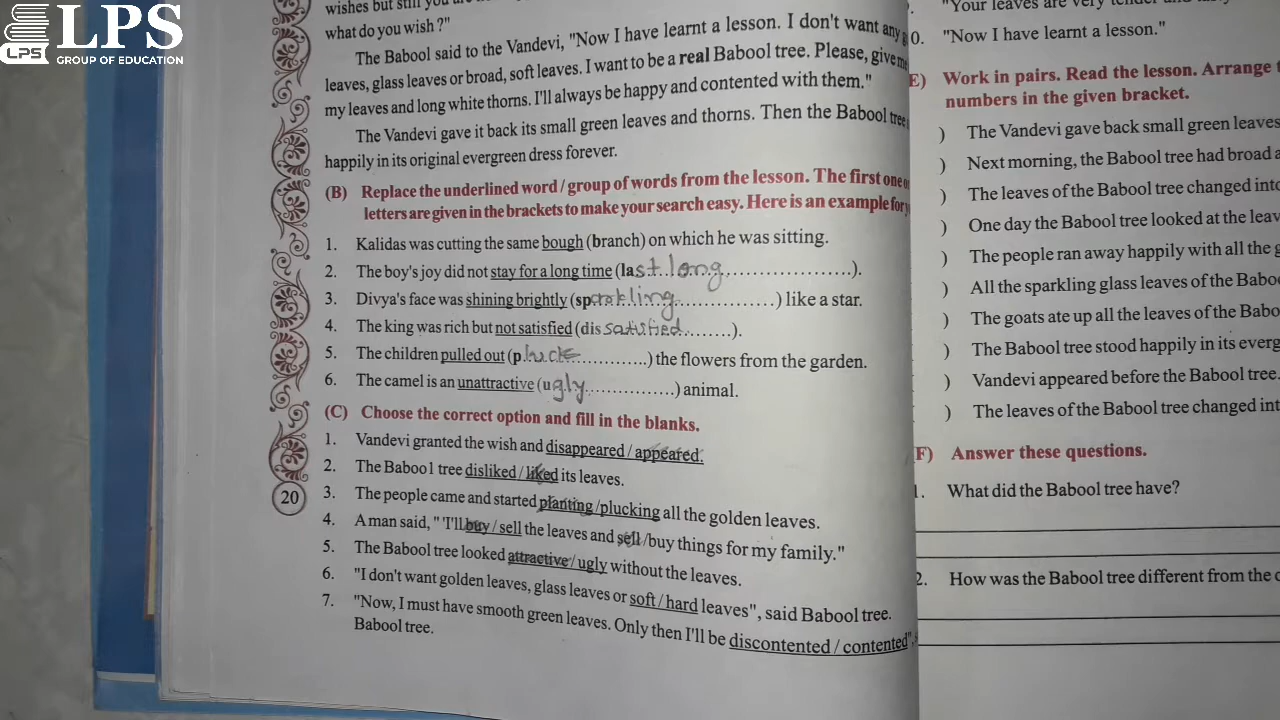 LPS
LPS
GROUP OF EDUCATION
wishes but still you
what do you wish?"
The Babool said to the Vandevi, "Now I have learnt a lesson. I don't want any
leaves, glass leaves or broad, soft leaves. I want to be a real Babool tree. Please, give me
my leaves and long white thorns. I'll always be happy and contented with them."
The Vandevi gave it back its small green leaves and thorns. Then the Babool tree
happily in its original evergreen dress forever.
(B) Replace the underlined word / group of words from the lesson. The first one or
letters are given in the brackets to make your search easy. Here is an example for
1. Kalidas was cutting the same bough (branch) on which he was sitting.
2. The boy's joy did not stay for a long time (last long ....................).
3. Divya's face was shining brightly (sparkling ................) like a star.
4. The king was rich but not satisfied (dissatisfied ........).
5. The children pulled out (pluck ............) the flowers from the garden.
6. The camel is an unattractive (ugly ................) animal.
(C) Choose the correct option and fill in the blanks.
1. Vandevi granted the wish and disappeared / appeared.
2. The Babool tree disliked / liked its leaves.
3. The people came and started planting / plucking all the golden leaves.
4. A man said, " I'll buy / sell the leaves and sell / buy things for my family."
5. The Babool tree looked attractive / ugly without the leaves.
6. "I don't want golden leaves, glass leaves or soft / hard leaves", said Babool tree.
7. "Now, I must have smooth green leaves. Only then I'll be discontented / contented",
Babool tree.
20
"Your leaves are very tender and
0. "Now I have learnt a lesson."
E) Work in pairs. Read the lesson. Arrange
numbers in the given bracket.
) The Vandevi gave back small green leaves
) Next morning, the Babool tree had broad
) The leaves of the Babool tree changed into
) One day the Babool tree looked at the
) The people ran away happily with all the
) All the sparkling glass leaves of the
) The goats ate up all the leaves of the
) The Babool tree stood happily in its
) Vandevi appeared before the Babool tree.
) The leaves of the Babool tree changed
F) Answer these questions.
1. What did the Babool tree have?
2. How was the Babool tree different from the